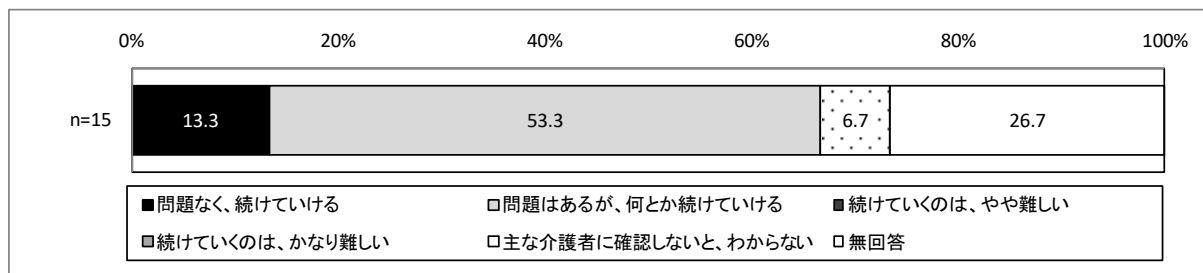 0% 20% 40% 60% 80% 100%
n=15 13.3 53.3 6.7 26.7
■問題なく、続けていける □問題はあるが、何とか続けていける ■続けていくのは、やや難しい
■続けていくのは、かなり難しい □主な介護者に確認しないと、わからない □無回答